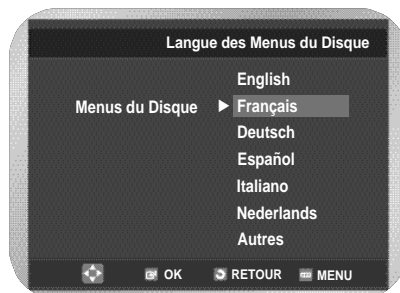 Langue des Menus du Disque
English
Menus du Disque ▶ Français
Deutsch
Español
Italiano
Nederlands
Autres
OK RETOUR MENU